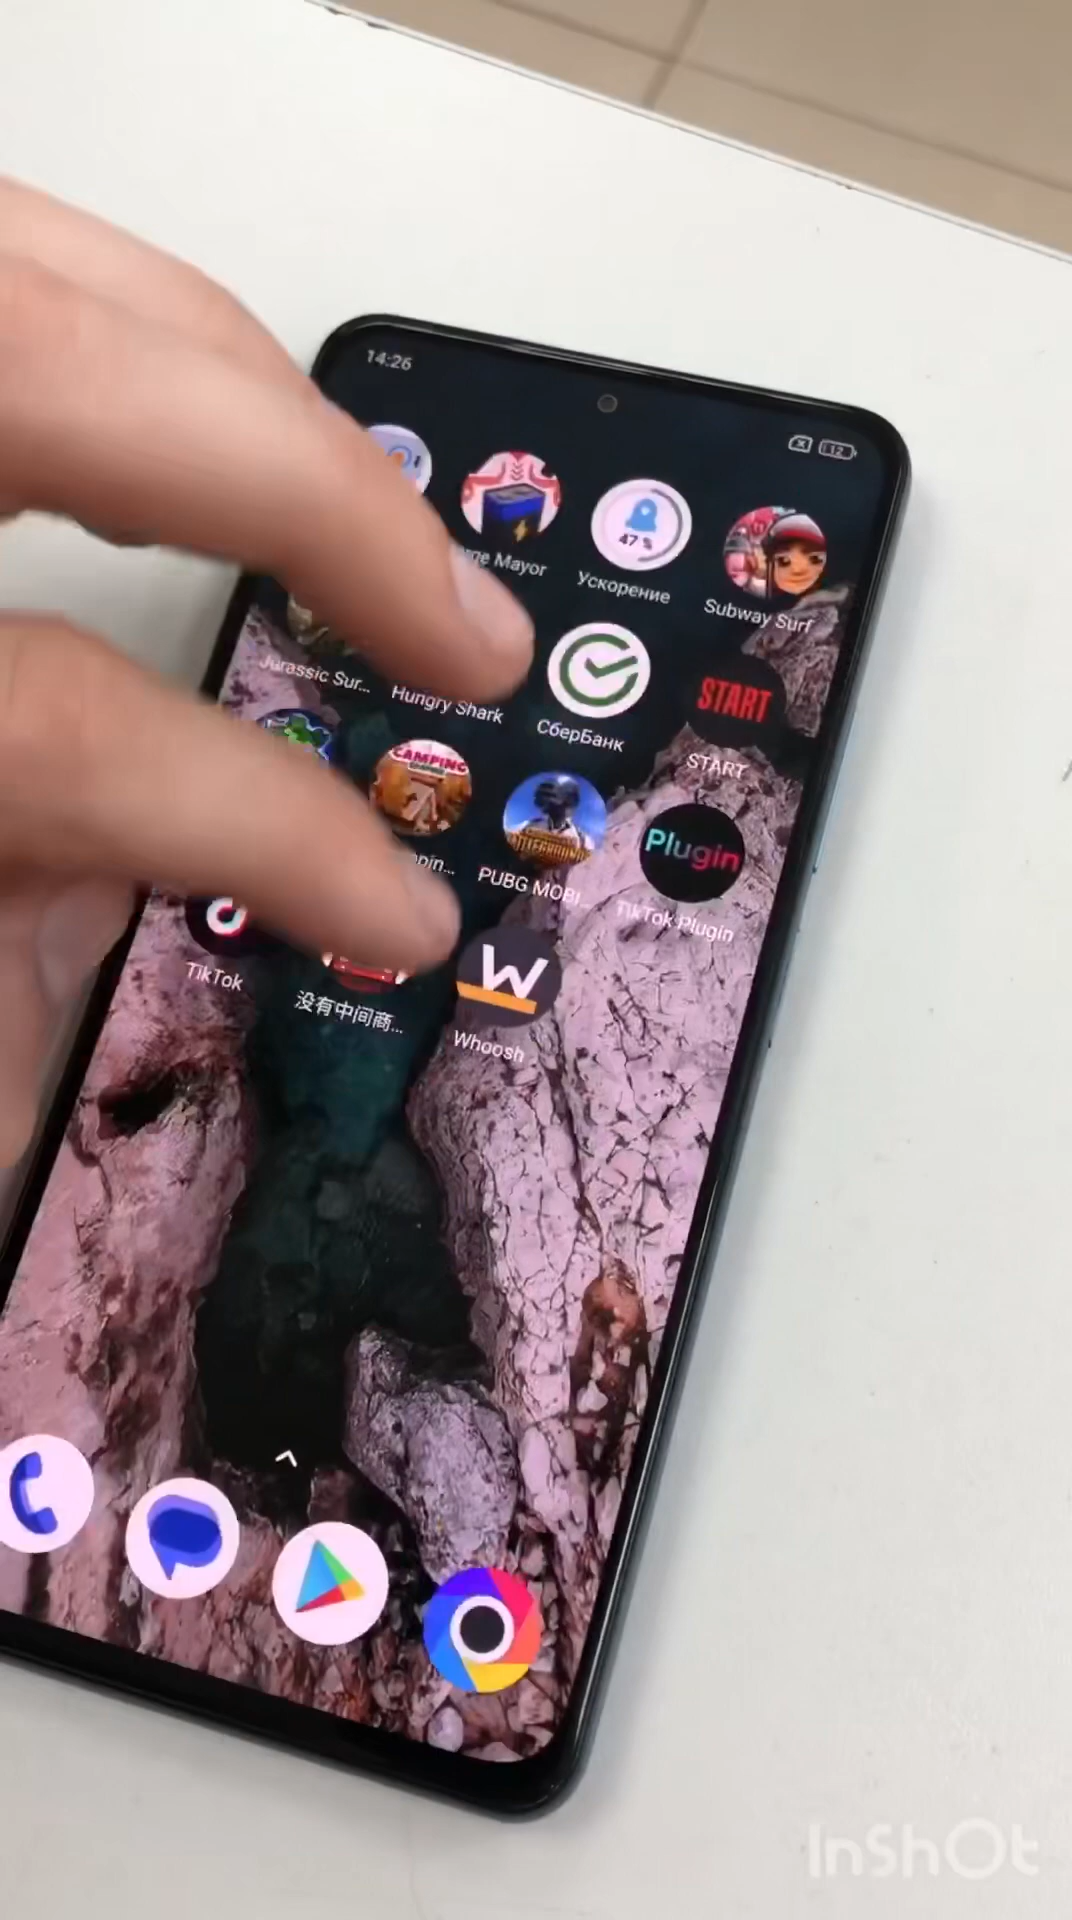 14:26
12
47 %
Mayor
Ускорение
Subway Surf
Jurassic Sur...
Hungry Shark
СберБанк
START
START
CAMPING
PUBG MOBI...
Plugin
TikTok Plugin
TikTok
没有中间商...
W
Whoosh
InShOt